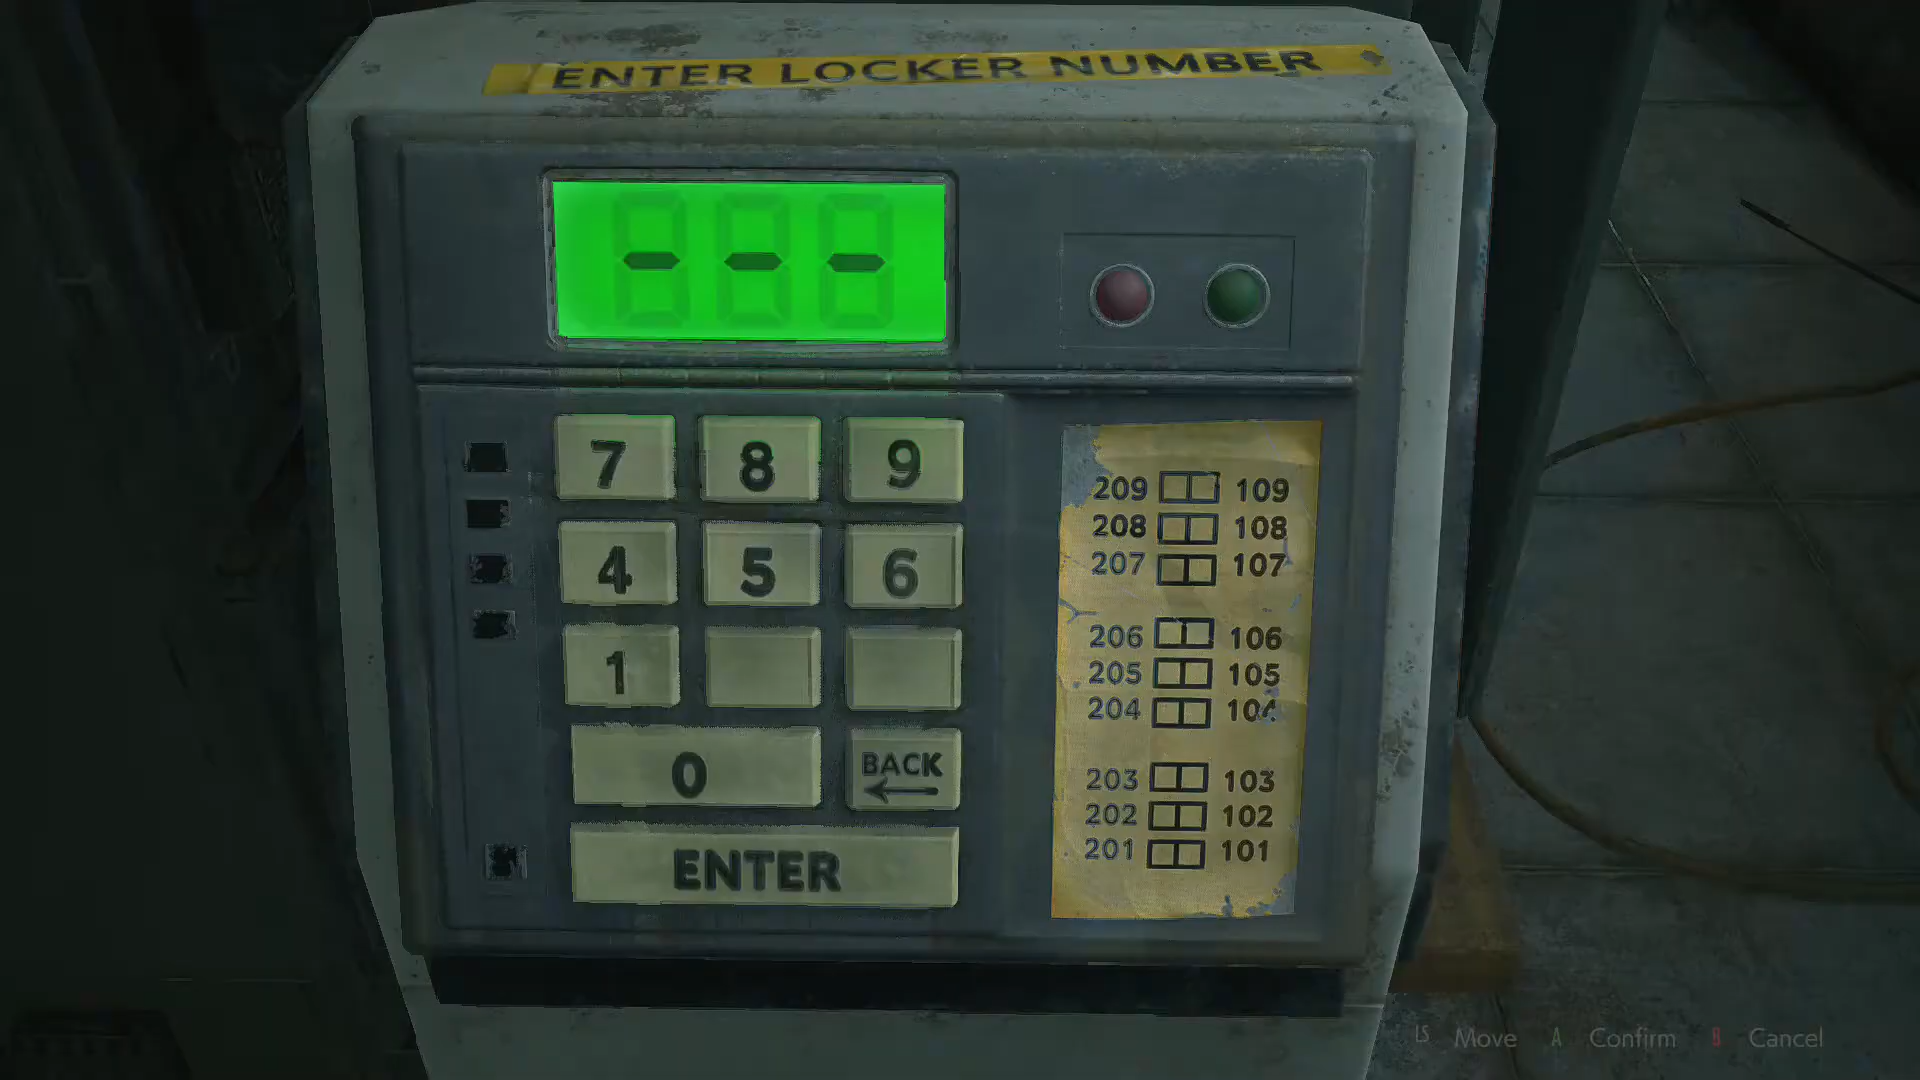 ENTER LOCKER NUMBER
- - -
7 8 9
4 5 6
1
0 BACK
ENTER
209 109
208 108
207 107
206 106
205 105
204 104
203 103
202 102
201 101
LS Move A Confirm B Cancel